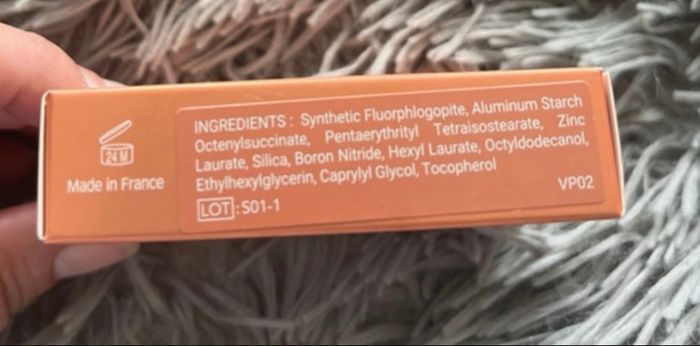 INGREDIENTS : Synthetic Fluorphlogopite, Aluminum Starch
Octenylsuccinate, Pentaerythrityl Tetraisostearate, Zinc
Laurate, Silica, Boron Nitride, Hexyl Laurate, Octyldodecanol,
Ethylhexylglycerin, Caprylyl Glycol, Tocopherol
LOT : S01-1
VP02
24 M
Made in France